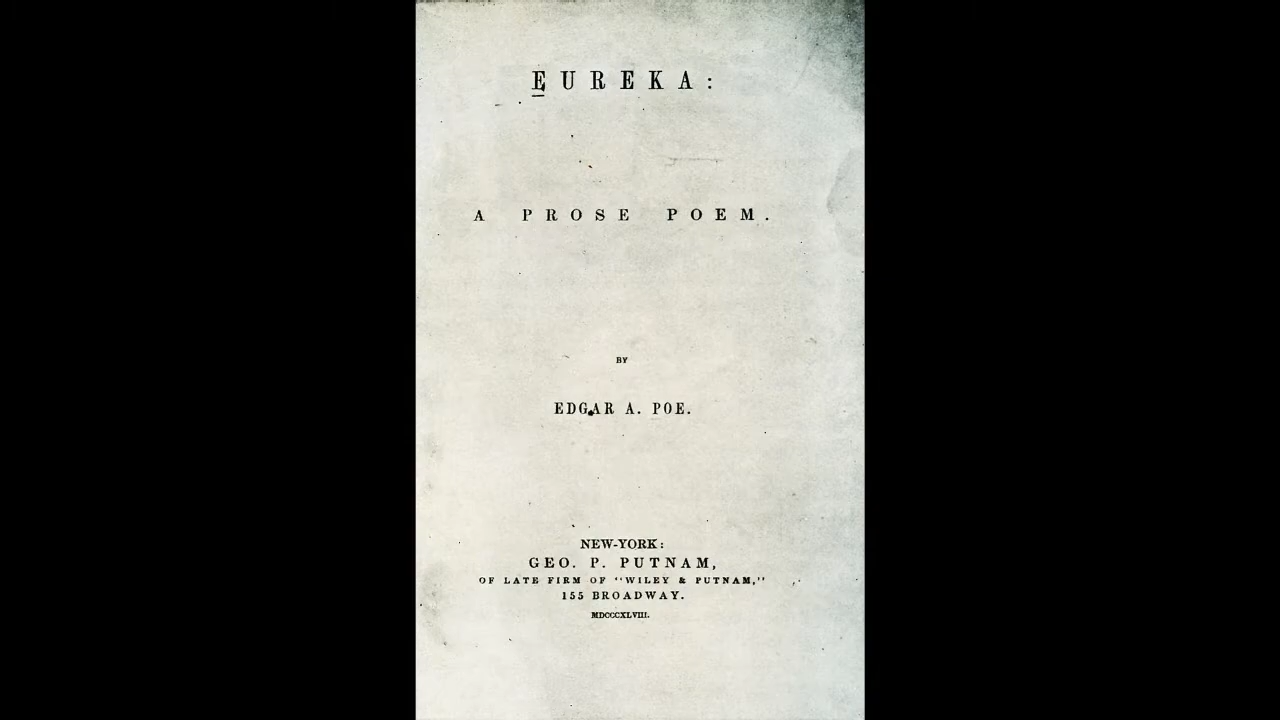 EUREKA:
A PROSE POEM.
BY
EDGAR A. POE.
NEW-YORK:
GEO. P. PUTNAM,
OF LATE FIRM OF "WILEY & PUTNAM,"
155 BROADWAY.
MDCCCXLVIII.